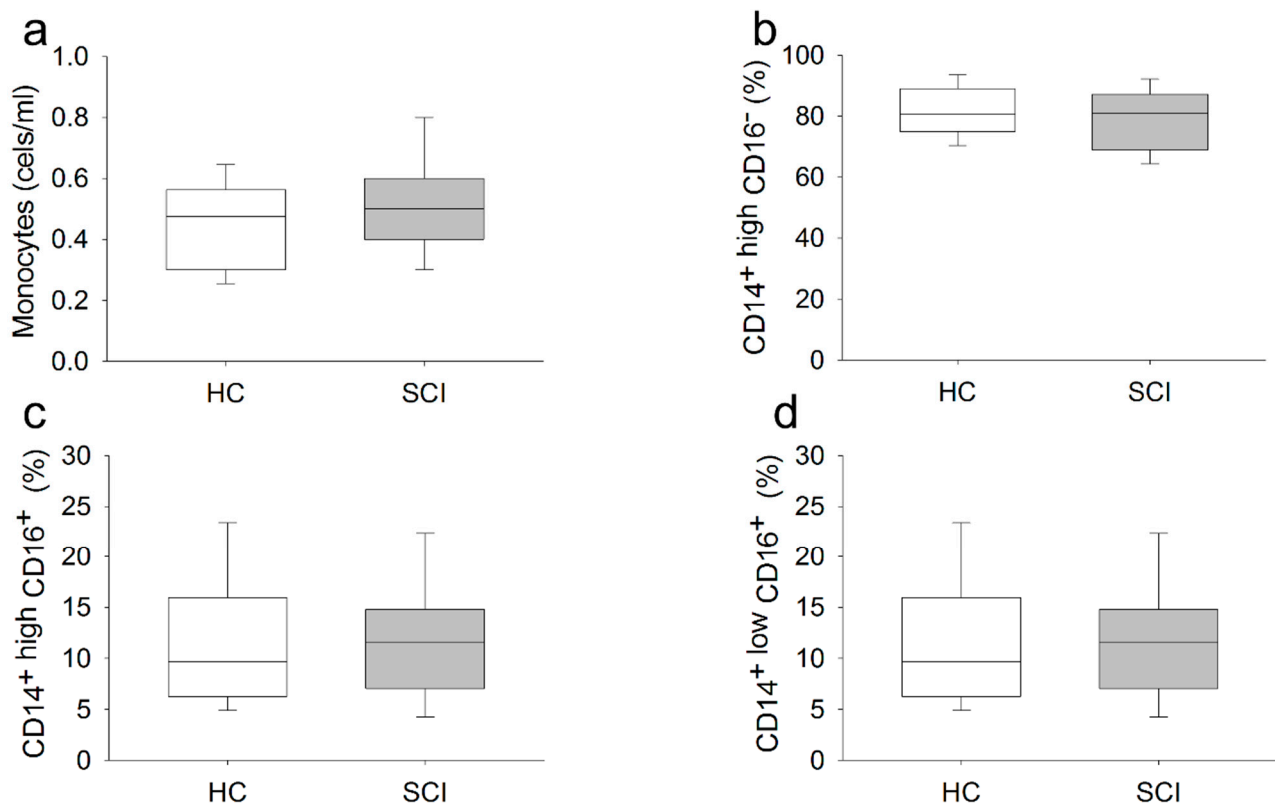 a
Monocytes (cels/ml)
1.0
0.8
0.6
0.4
0.2
0.0
HC SCI
b
CD14+ high CD16- (%)
100
80
60
40
20
0
HC SCI
c
CD14+ high CD16+ (%)
30
25
20
15
10
5
0
HC SCI
d
CD14+ low CD16+ (%)
30
25
20
15
10
5
0
HC SCI